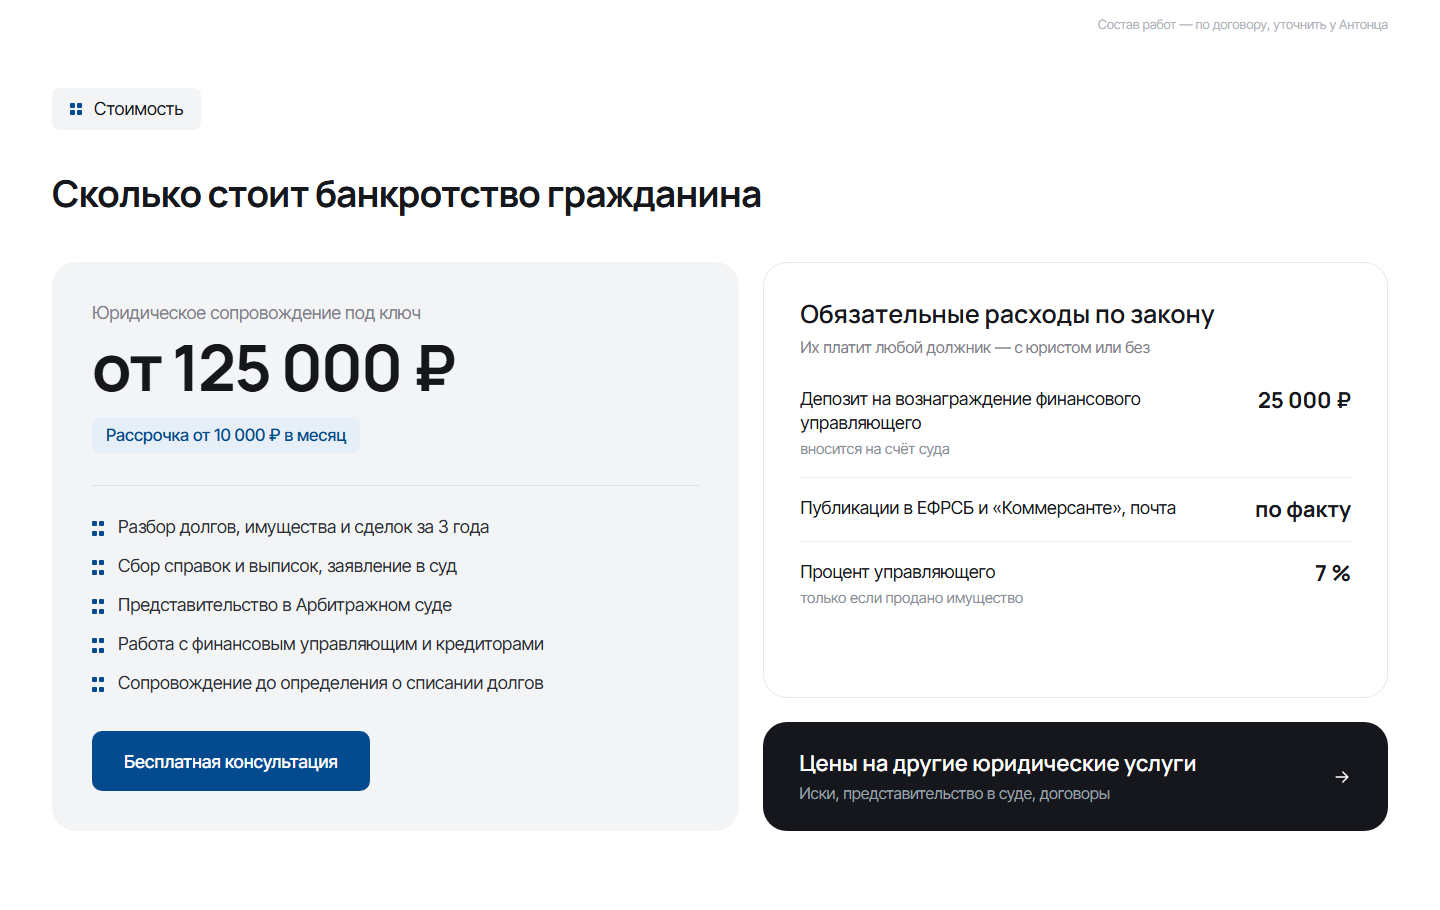 Состав работ — по договору, уточнить у Антонца
Стоимость
Сколько стоит банкротство гражданина
Юридическое сопровождение под ключ
от 125 000 ₽
Рассрочка от 10 000 ₽ в месяц
Разбор долгов, имущества и сделок за 3 года
Сбор справок и выписок, заявление в суд
Представительство в Арбитражном суде
Работа с финансовым управляющим и кредиторами
Сопровождение до определения о списании долгов
Бесплатная консультация
Обязательные расходы по закону
Их платит любой должник — с юристом или без
Депозит на вознаграждение финансового
управляющего
25 000 ₽
вносится на счёт суда
Публикации в ЕФРСБ и «Коммерсанте», почта
по факту
Процент управляющего
7 %
только если продано имущество
Цены на другие юридические услуги
Иски, представительство в суде, договоры